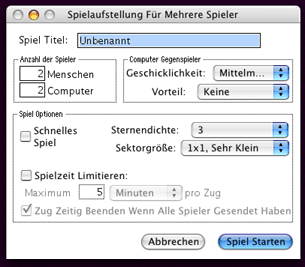 Spielaufstellung Für Mehrere Spieler
Spiel Titel: Unbenannt
Anzahl der Spieler
2 Menschen
2 Computer
Computer Gegenspieler
Geschicklichkeit: Mittelm...
Vorteil: Keine
Spiel Optionen
Schnelles
Spiel
Sternendichte: 3
Sektorgröße: 1x1, Sehr Klein
Spielzeit Limitieren:
Maximum 5 Minuten pro Zug
Zug Zeitig Beenden Wenn Alle Spieler Gesendet Haben
Abbrechen Spiel Starten